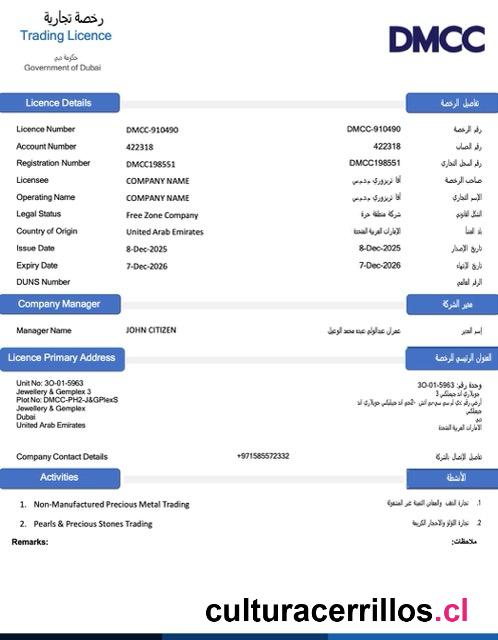 رخصة تجارية
Trading Licence
DMCC
حكومة دبي
Government of Dubai
Licence Details تفاصيل الرخصة
Licence Number DMCC-910490 DMCC-910490 رقم الرخصة
Account Number 422318 422318 رقم الحساب
Registration Number DMCC198551 DMCC198551 رقم السجل التجاري
Licensee COMPANY NAME صاحب الرخصة
Operating Name COMPANY NAME الإسم التجاري
Legal Status Free Zone Company شركة منطقة حرة الشكل القانوني
Country of Origin United Arab Emirates الإمارات العربية المتحدة بلد المنشأ
Issue Date 8-Dec-2025 8-Dec-2025 تاريخ الإصدار
Expiry Date 7-Dec-2026 7-Dec-2026 تاريخ الإنتهاء
DUNS Number الرقم العالمي
Company Manager مدير الشركة
Manager Name JOHN CITIZEN إسم المدير
Licence Primary Address العنوان الرئيسي للرخصة
Unit No: 3O-01-5963
Jewellery & Gemplex 3
Plot No: DMCC-PH2-J&GPlexS
Jewellery & Gemplex
Dubai
United Arab Emirates
وحدة رقم: 3O-01-5963
دبي
الامارات العربية المتحدة
Company Contact Details +971585572332 تفاصيل الإتصال بالشركة
Activities الأنشطة
1. Non-Manufactured Precious Metal Trading
2. Pearls & Precious Stones Trading
1. تجارة الذهب والمعادن الثمينة غير المشغولة
2. تجارة اللؤلؤ والاحجار الكريمة
Remarks: ملاحظات:
culturacerrillos.cl